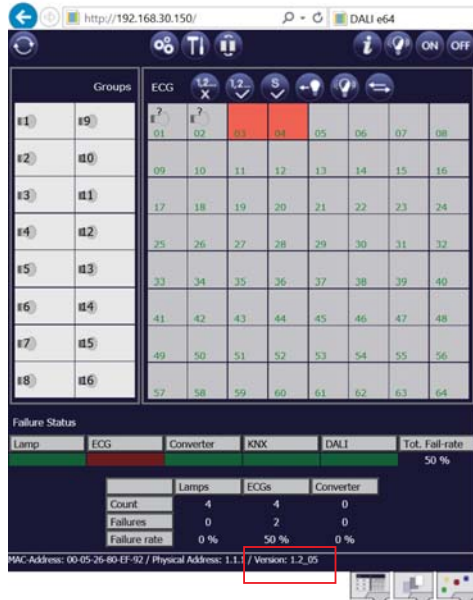 http://192.168.30.150/ DALI e64
i ON OFF
Groups ECG 1,2... X 1,2... S
1 9 ? 01 ? 02 03 04 05 06 07 08
2 10 09 10 11 12 13 14 15 16
3 11 17 18 19 20 21 22 23 24
4 12 25 26 27 28 29 30 31 32
5 13 33 34 35 36 37 38 39 40
6 14 41 42 43 44 45 46 47 48
7 15 49 50 51 52 53 54 55 56
8 16 57 58 59 60 61 62 63 64
Failure Status
Lamp ECG Converter KNX DALI Tot. Fail-rate
50 %
Lamps ECGs Converter
Count 4 4 0
Failures 0 2 0
Failure rate 0 % 50 % 0 %
MAC-Address: 00-05-26-80-EF-92 / Physical Address: 1.1.1 / Version: 1.2_05